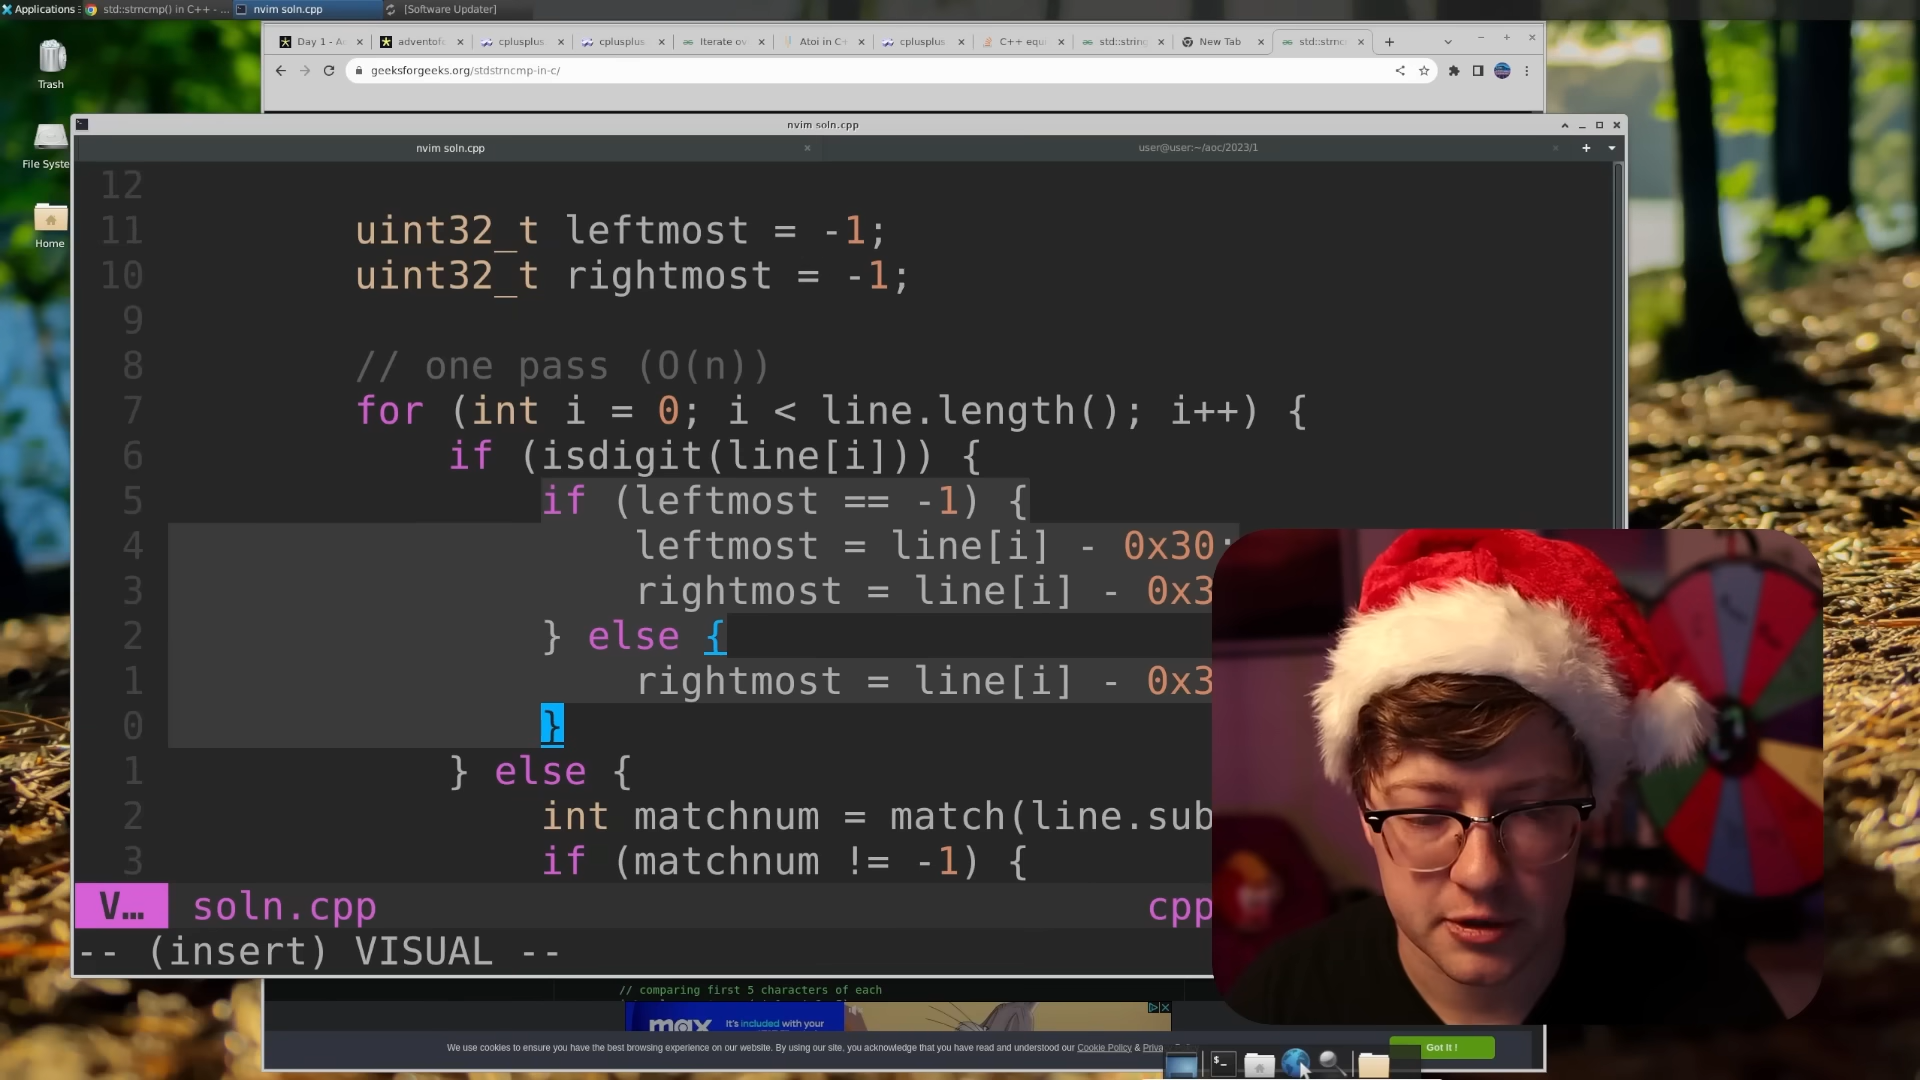 Applications
std::strncmp() in C++ - ...
nvim soln.cpp
[Software Updater]
Trash
File Syste
Home
Day 1 - A
adventof
cplusplus
cplusplus
Iterate ov
Atoi in C+
cplusplus
C++ equ
std::string
New Tab
std::strnc
geeksforgeeks.org/stdstrncmp-in-c/
nvim soln.cpp
nvim soln.cpp
user@user:~/aoc/2023/1
12
11 uint32_t leftmost = -1;
10 uint32_t rightmost = -1;
9
8 // one pass (O(n))
7 for (int i = 0; i < line.length(); i++) {
6 if (isdigit(line[i])) {
5 if (leftmost == -1) {
4 leftmost = line[i] - 0x30;
3 rightmost = line[i] - 0x3
2 } else {
1 rightmost = line[i] - 0x3
0 }
1 } else {
2 int matchnum = match(line.sub
3 if (matchnum != -1) {
V... soln.cpp cpp
-- (insert) VISUAL --
// comparing first 5 characters of each
max It's included with your
We use cookies to ensure you have the best browsing experience on our website. By using our site, you acknowledge that you have read and understood our Cookie Policy & Priva
Got It !